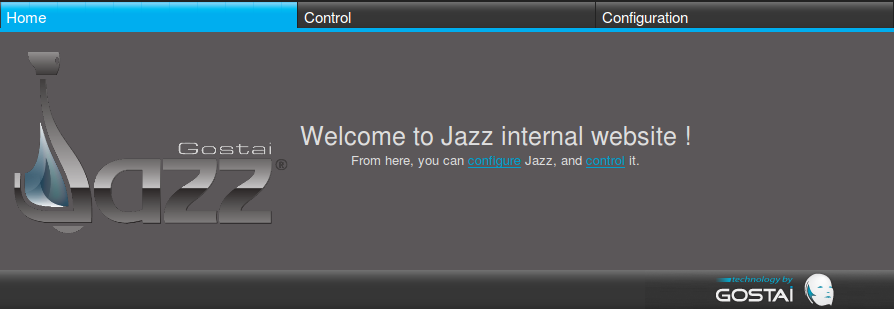 Home
Control
Configuration
Gostai
Jazz®
Welcome to Jazz internal website !
From here, you can configure Jazz, and control it.
technology by
GOSTAI